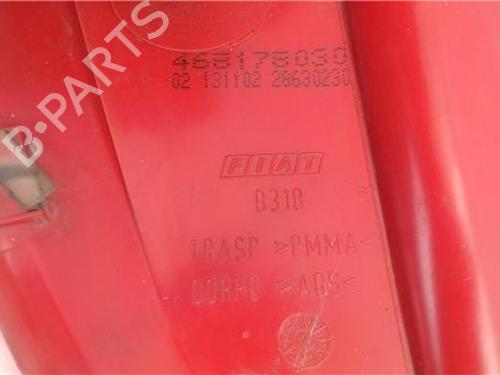 468178030
02 131102 28630230
FIAT
B318
TRASP >PMMA<
CORPO >ABS<
B-PARTS